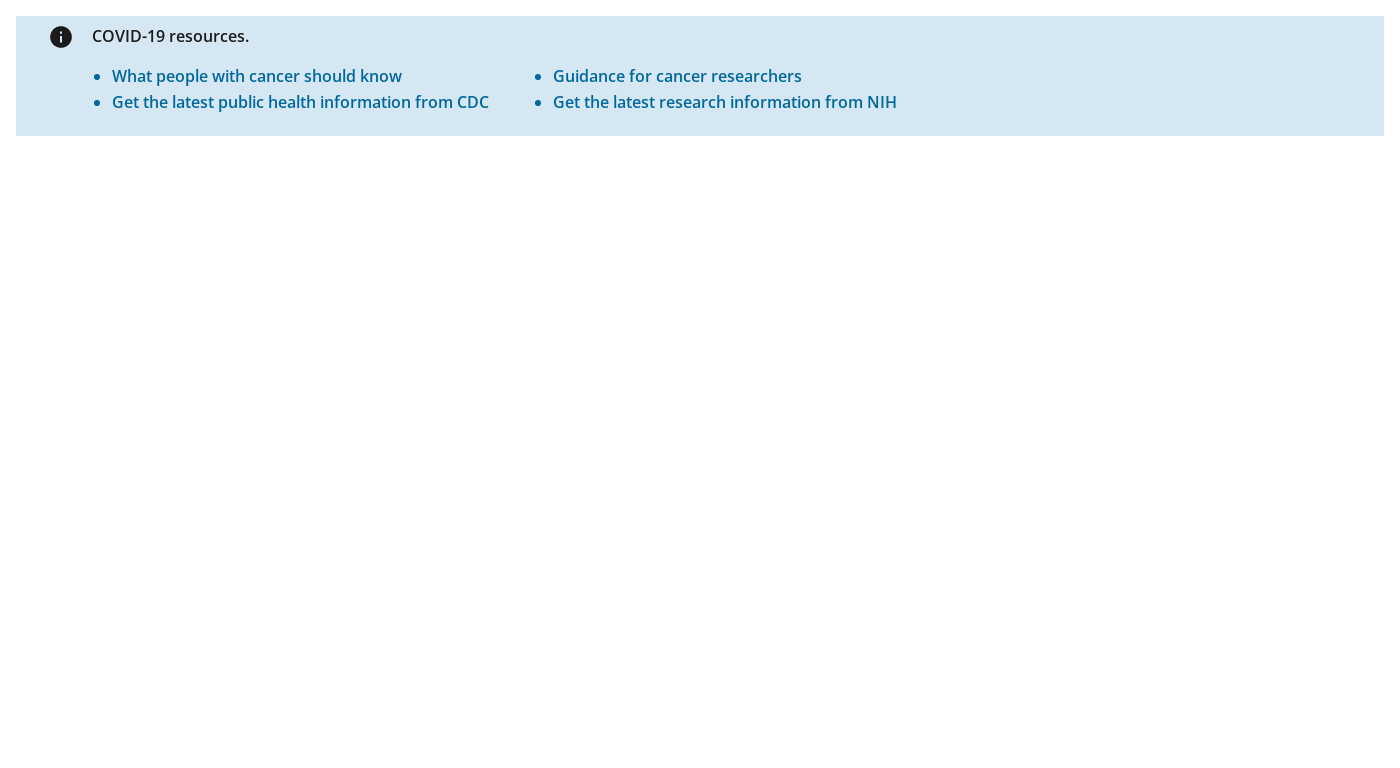 COVID-19 resources.
What people with cancer should know
Get the latest public health information from CDC
Guidance for cancer researchers
Get the latest research information from NIH